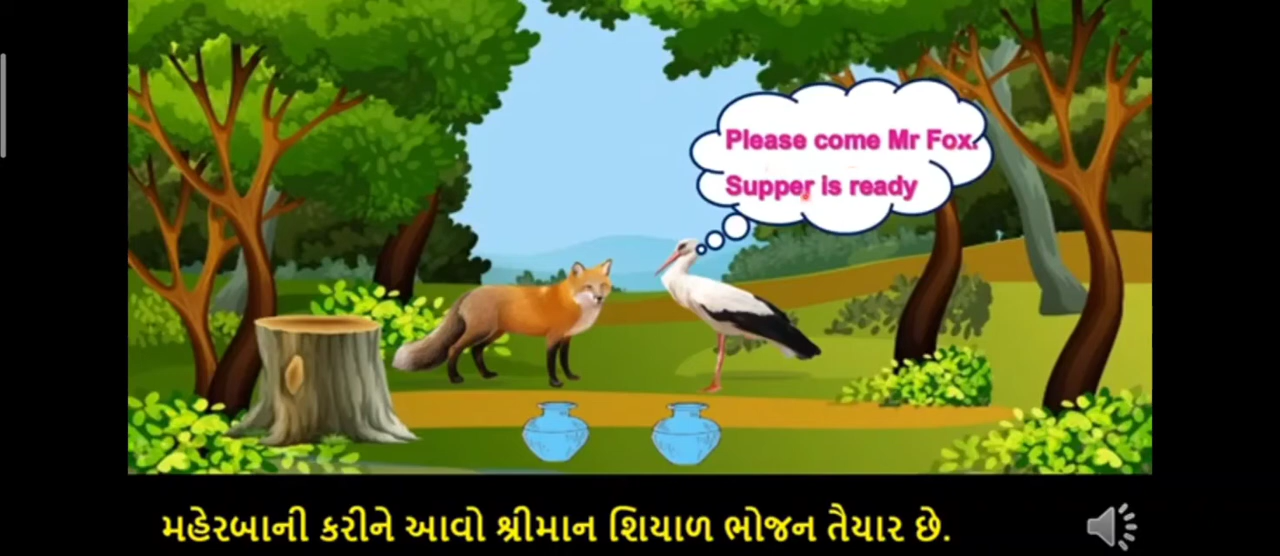 Please come Mr Fox.
Supper is ready
મહેરબાની કરીને આવો શ્રીમાન શિયાળ ભોજન તૈયાર છે.